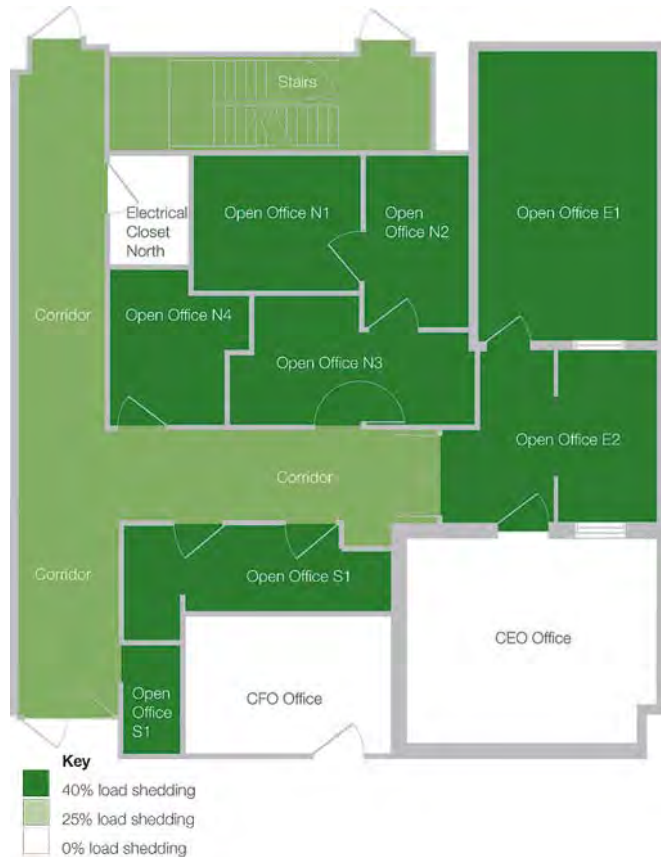 Stairs
Electrical
Closet
North
Open Office N1
Open
Office N2
Open Office E1
Corridor
Open Office N4
Open Office N3
Open Office E2
Corridor
Corridor
Open Office S1
CEO Office
Open
Office
S1
CFO Office
Key
40% load shedding
25% load shedding
0% load shedding